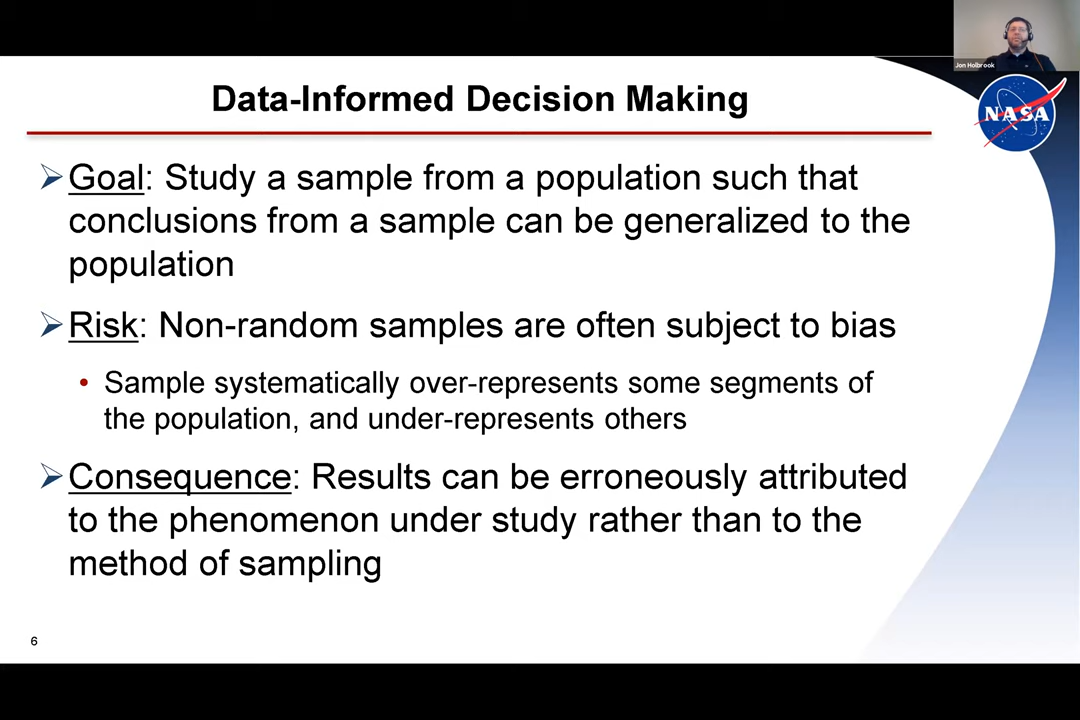 Jon Holbrook
Data-Informed Decision Making
NASA
Goal: Study a sample from a population such that
conclusions from a sample can be generalized to the
population
Risk: Non-random samples are often subject to bias
• Sample systematically over-represents some segments of
the population, and under-represents others
Consequence: Results can be erroneously attributed
to the phenomenon under study rather than to the
method of sampling
6